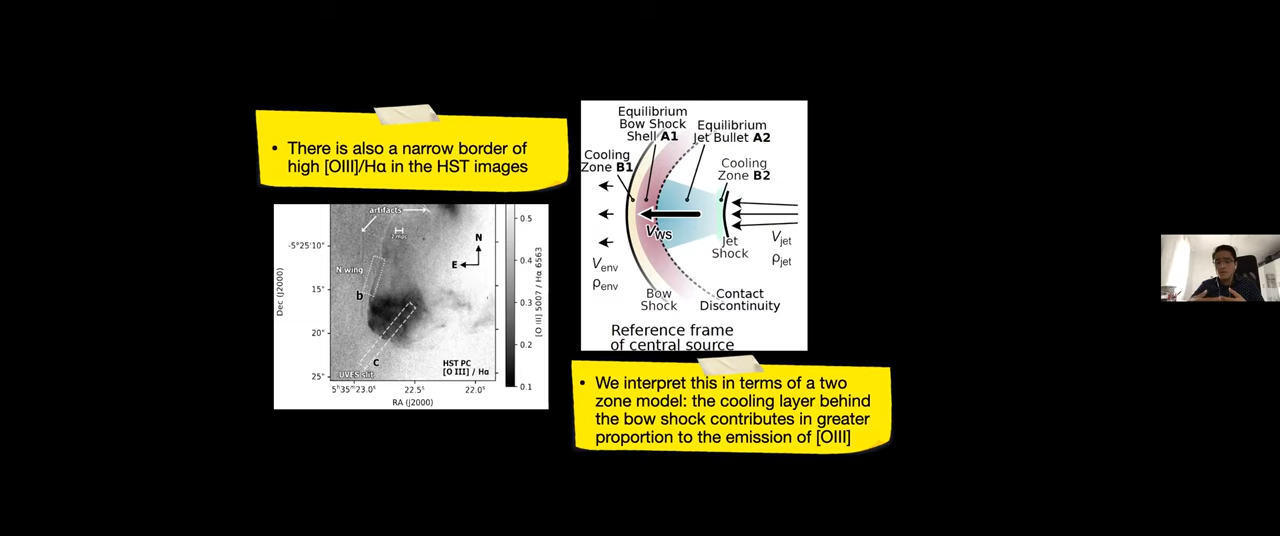 • There is also a narrow border of
high [OIII]/Hα in the HST images
artifacts
2 mpc
N
E
N wing
b
c
UVES slit
HST PC
[O III] / Hα
-5°25'10"
15"
20"
25"
Dec (J2000)
5ʰ35ᵐ23.0ˢ
22.5ˢ
22.0ˢ
RA (J2000)
0.5
0.4
0.3
0.2
0.1
[O III] 5007 / Hα 6563
Equilibrium
Bow Shock
Shell A1
Equilibrium
Jet Bullet A2
Cooling
Zone B1
Cooling
Zone B2
VWS
Jet
Shock
Vjet
ρjet
Venv
ρenv
Bow
Shock
Contact
Discontinuity
Reference frame
of central source
• We interpret this in terms of a two
zone model: the cooling layer behind
the bow shock contributes in greater
proportion to the emission of [OIII]